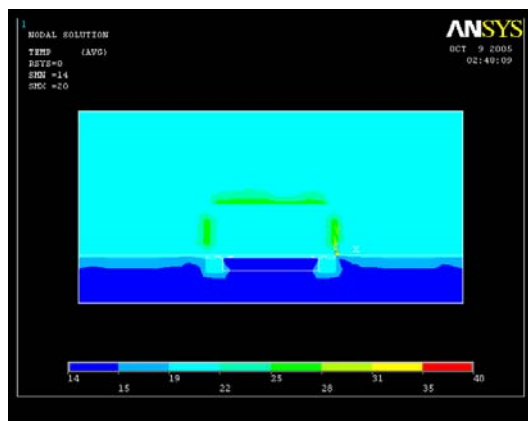 1
NODAL SOLUTION
TEMP (AVG)
RSYS=0
SMN =14
SMX =20
ANSYS
OCT 9 2005
02:40:09
X
14 15 19 22 25 28 31 35 40